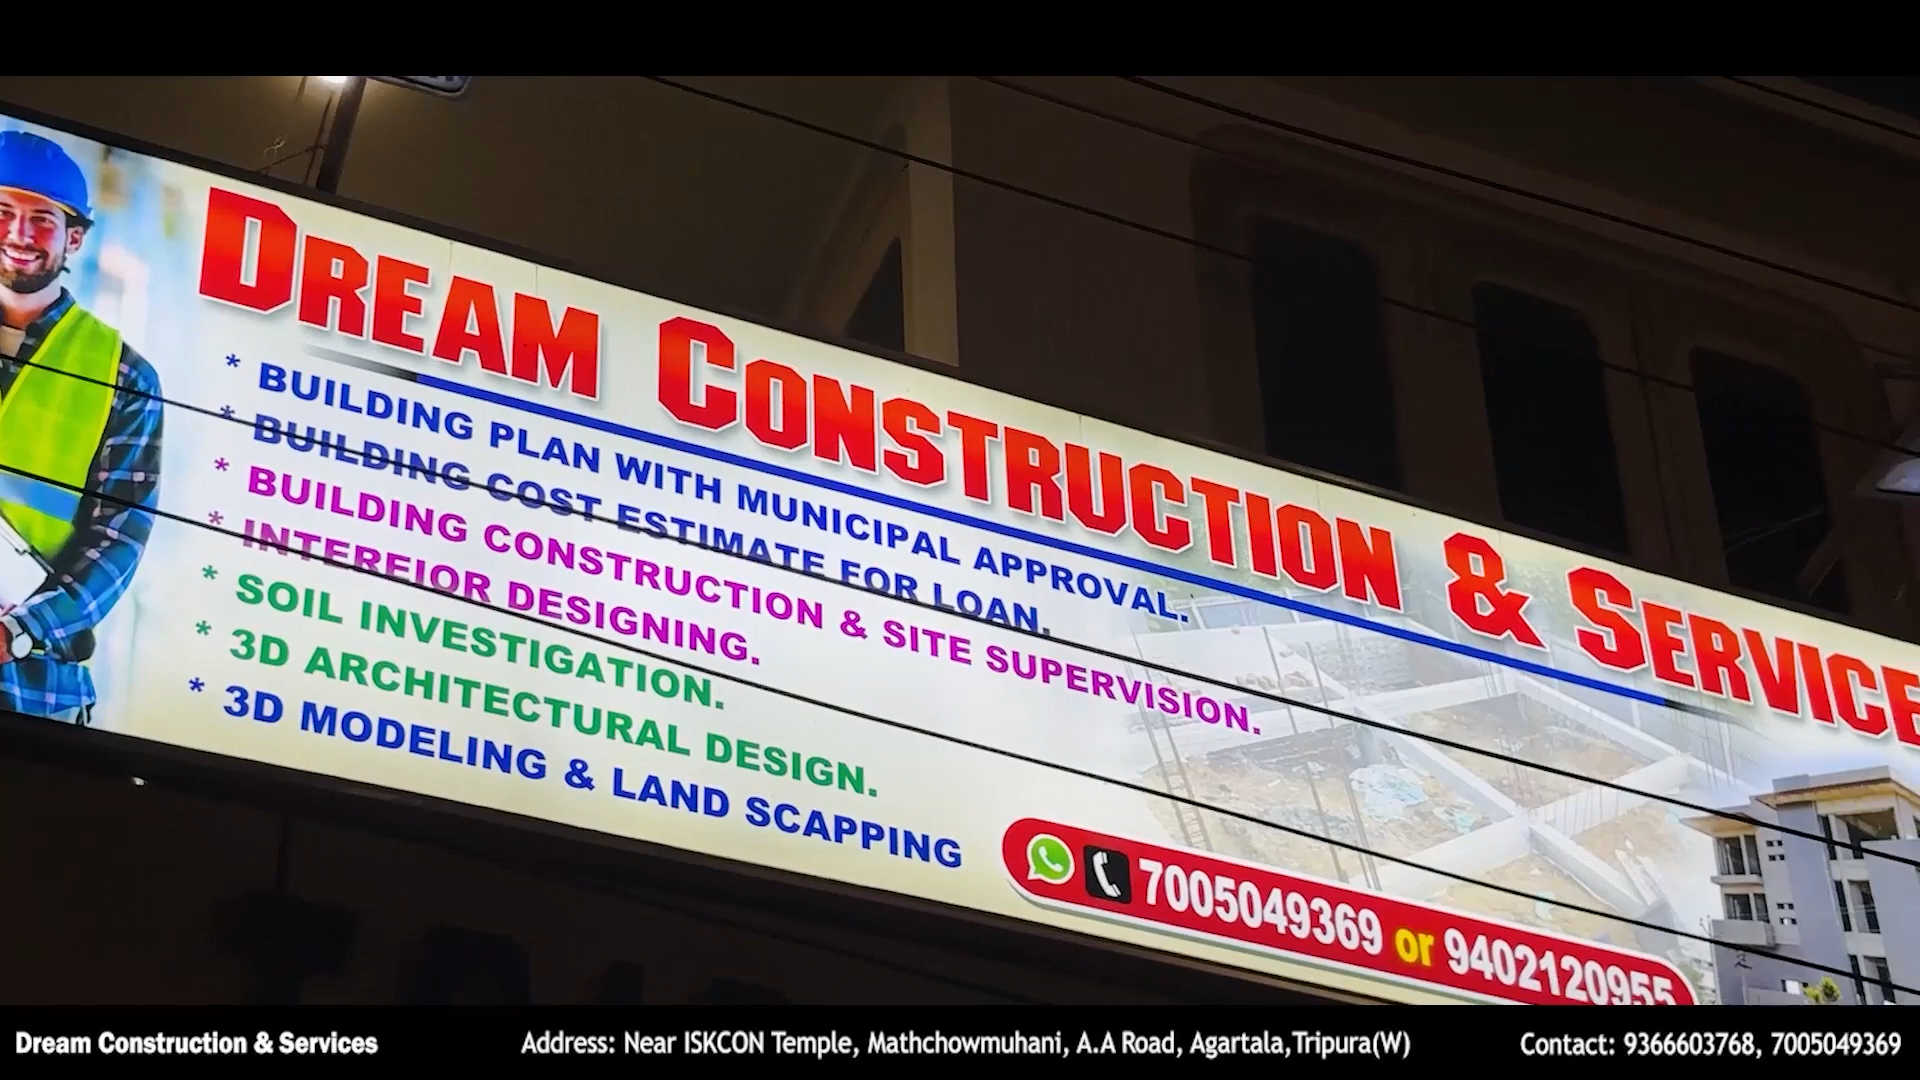 DREAM CONSTRUCTION & SERVICE
* BUILDING PLAN WITH MUNICIPAL APPROVAL.
* BUILDING COST ESTIMATE FOR LOAN.
* BUILDING CONSTRUCTION & SITE SUPERVISION.
* INTEREIOR DESIGNING.
* SOIL INVESTIGATION.
* 3D ARCHITECTURAL DESIGN.
* 3D MODELING & LAND SCAPPING
7005049369 or 9402120955
Dream Construction & Services
Address: Near ISKCON Temple, Mathchowmuhani, A.A Road, Agartala,Tripura(W)
Contact: 9366603768, 7005049369